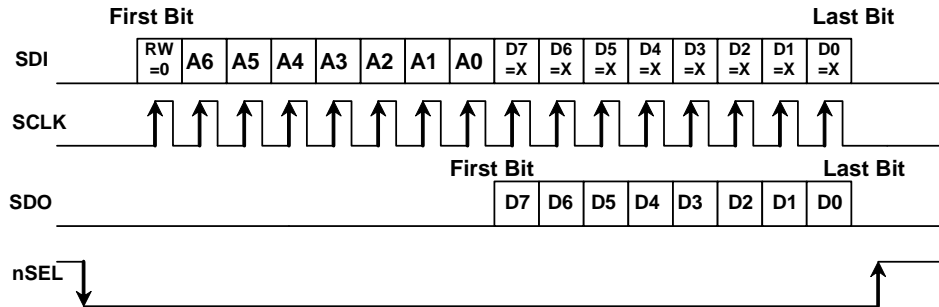 First Bit Last Bit
SDI RW =0 A6 A5 A4 A3 A2 A1 A0 D7 =X D6 =X D5 =X D4 =X D3 =X D2 =X D1 =X D0 =X
SCLK
First Bit Last Bit
SDO D7 D6 D5 D4 D3 D2 D1 D0
nSEL